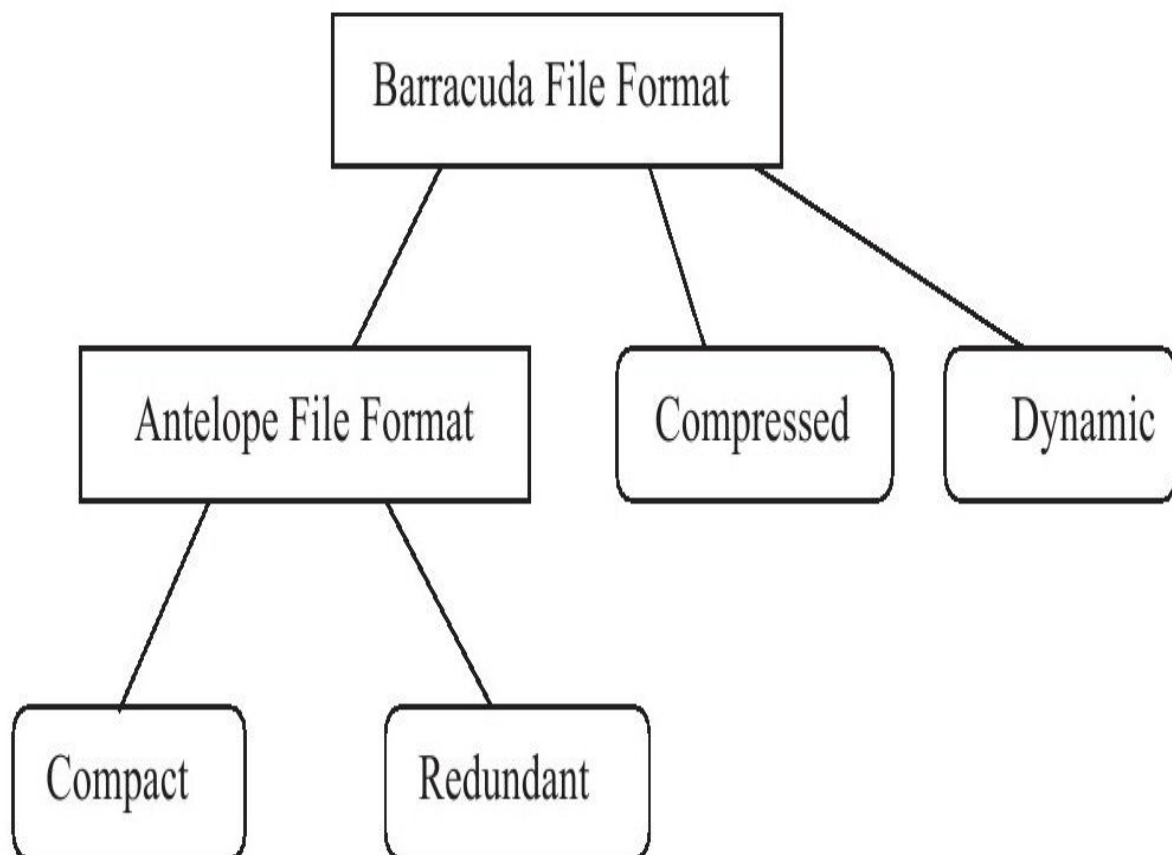 Barracuda File Format
Antelope File Format
Compressed
Dynamic
Compact
Redundant